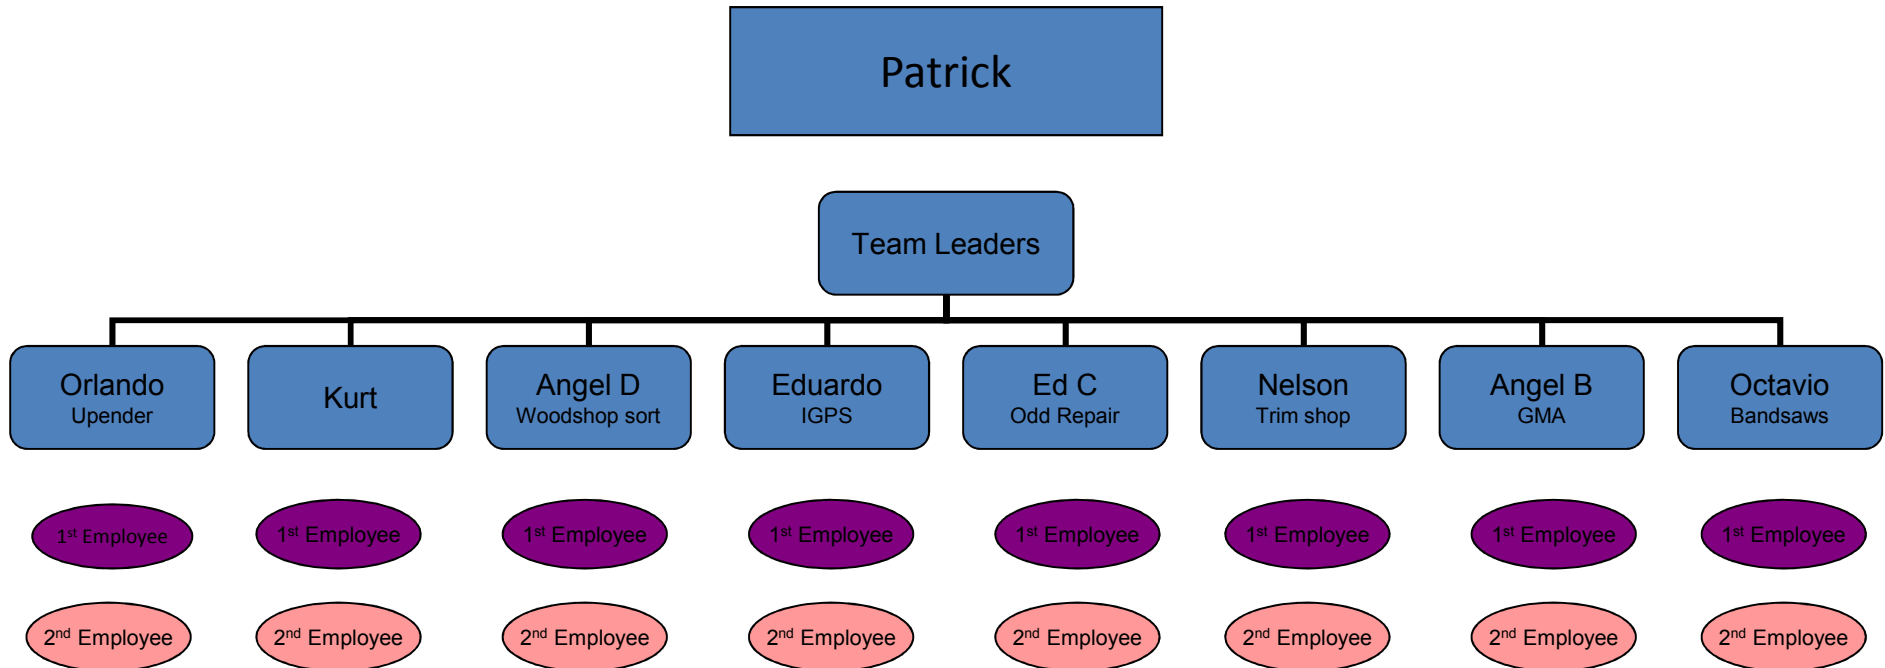 Patrick
Team Leaders
Orlando
Upender
Kurt
Angel D
Woodshop sort
Eduardo
IGPS
Ed C
Odd Repair
Nelson
Trim shop
Angel B
GMA
Octavio
Bandsaws
1st Employee
1st Employee
1st Employee
1st Employee
1st Employee
1st Employee
1st Employee
1st Employee
2nd Employee
2nd Employee
2nd Employee
2nd Employee
2nd Employee
2nd Employee
2nd Employee
2nd Employee